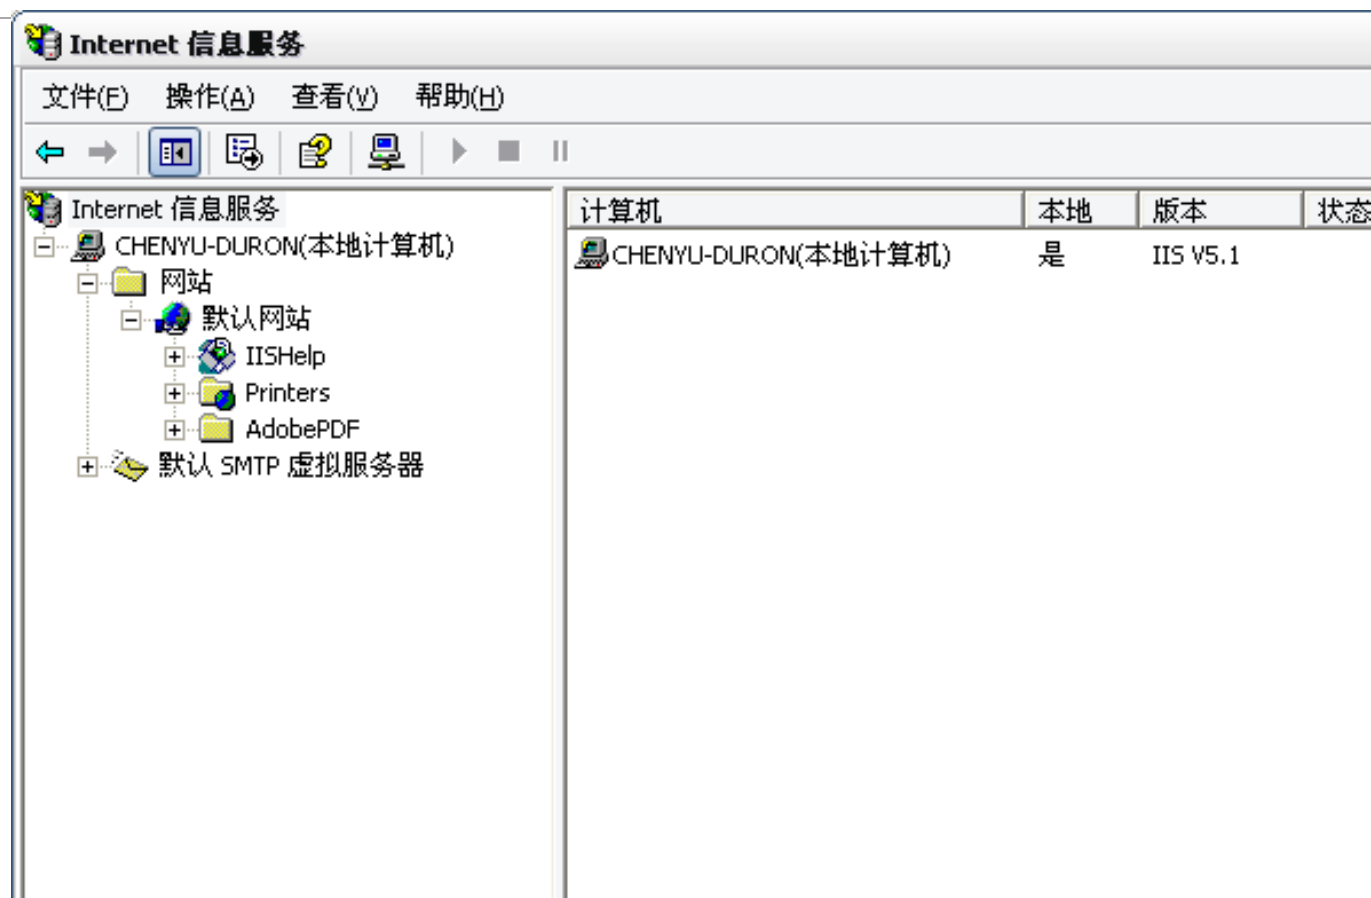 Internet 信息服务
文件(F) 操作(A) 查看(V) 帮助(H)
Internet 信息服务
CHENYU-DURON(本地计算机)
网站
默认网站
IISHelp
Printers
AdobePDF
默认 SMTP 虚拟服务器
计算机 本地 版本 状态
CHENYU-DURON(本地计算机) 是 IIS V5.1